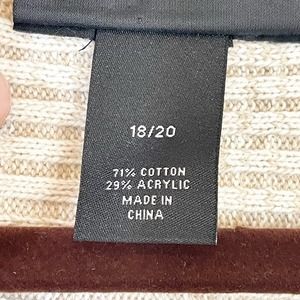 18/20
71% COTTON
29% ACRYLIC
MADE IN
CHINA